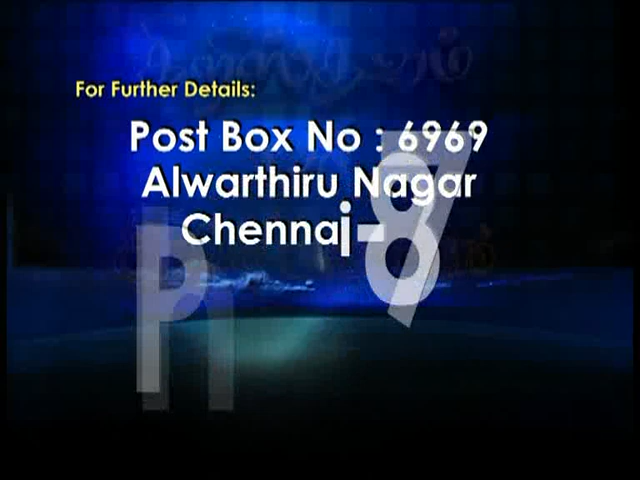 For Further Details:
Post Box No : 6969
Alwarthiru Nagar
Chennai-87